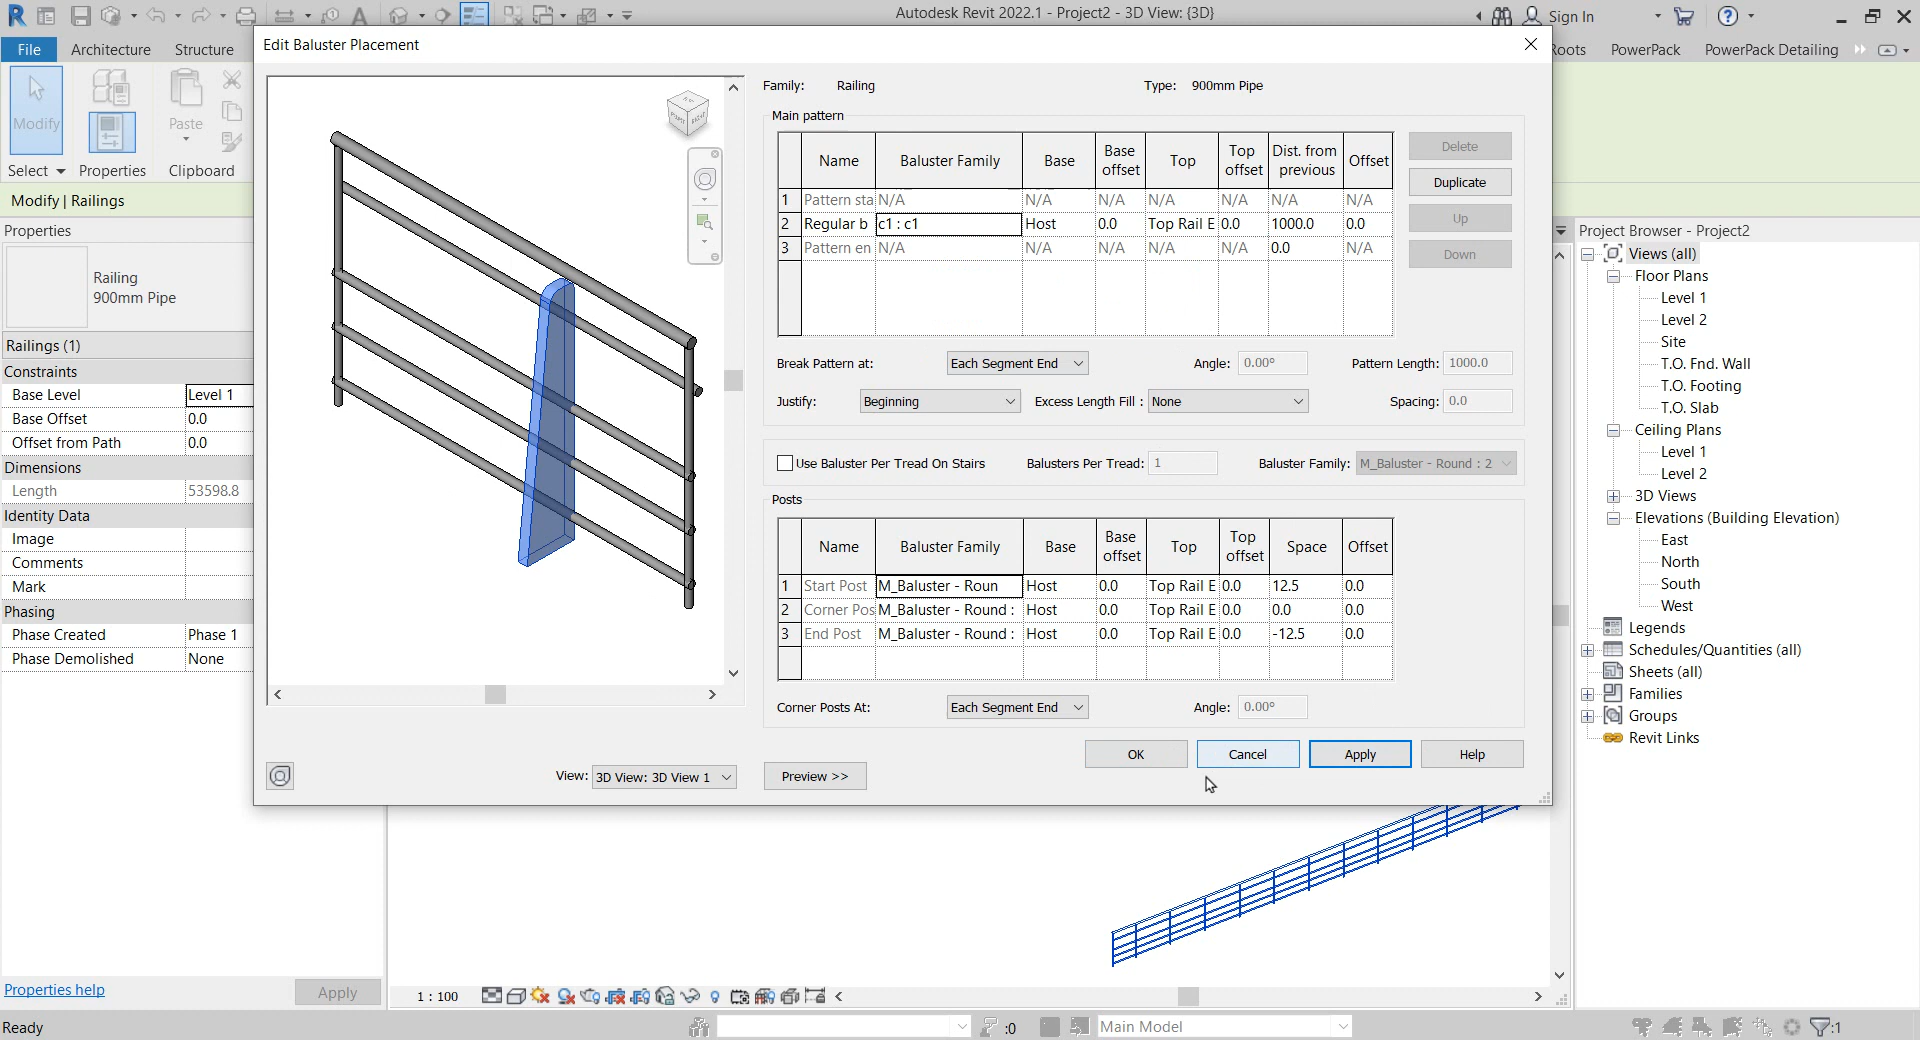 Autodesk Revit 2022.1 - Project2 - 3D View: {3D}
Sign In
File
Architecture
Structure
Roots
PowerPack
PowerPack Detailing
Modify
Paste
Select
Properties
Clipboard
Modify | Railings
Properties
Railing
900mm Pipe
Railings (1)
Constraints
Base Level Level 1
Base Offset 0.0
Offset from Path 0.0
Dimensions
Length 53598.8
Identity Data
Image
Comments
Mark
Phasing
Phase Created Phase 1
Phase Demolished None
Properties help
Apply
Edit Baluster Placement
Family: Railing Type: 900mm Pipe
Main pattern
Name Baluster Family Base Base offset Top Top offset Dist. from previous Offset
1 Pattern sta N/A N/A N/A N/A N/A N/A N/A
2 Regular b c1 : c1 Host 0.0 Top Rail E 0.0 1000.0 0.0
3 Pattern en N/A N/A N/A N/A N/A 0.0 N/A
Delete
Duplicate
Up
Down
Break Pattern at: Each Segment End Angle: 0.00° Pattern Length: 1000.0
Justify: Beginning Excess Length Fill : None Spacing: 0.0
Use Baluster Per Tread On Stairs Balusters Per Tread: 1 Baluster Family: M_Baluster - Round : 2
Posts
Name Baluster Family Base Base offset Top Top offset Space Offset
1 Start Post M_Baluster - Roun Host 0.0 Top Rail E 0.0 12.5 0.0
2 Corner Pos M_Baluster - Round : Host 0.0 Top Rail E 0.0 0.0 0.0
3 End Post M_Baluster - Round : Host 0.0 Top Rail E 0.0 -12.5 0.0
Corner Posts At: Each Segment End Angle: 0.00°
OK Cancel Apply Help
View: 3D View: 3D View 1 Preview >>
Project Browser - Project2
Views (all)
Floor Plans
Level 1
Level 2
Site
T.O. Fnd. Wall
T.O. Footing
T.O. Slab
Ceiling Plans
Level 1
Level 2
3D Views
Elevations (Building Elevation)
East
North
South
West
Legends
Schedules/Quantities (all)
Sheets (all)
Families
Groups
Revit Links
1 : 100
Ready
:0
Main Model
:1